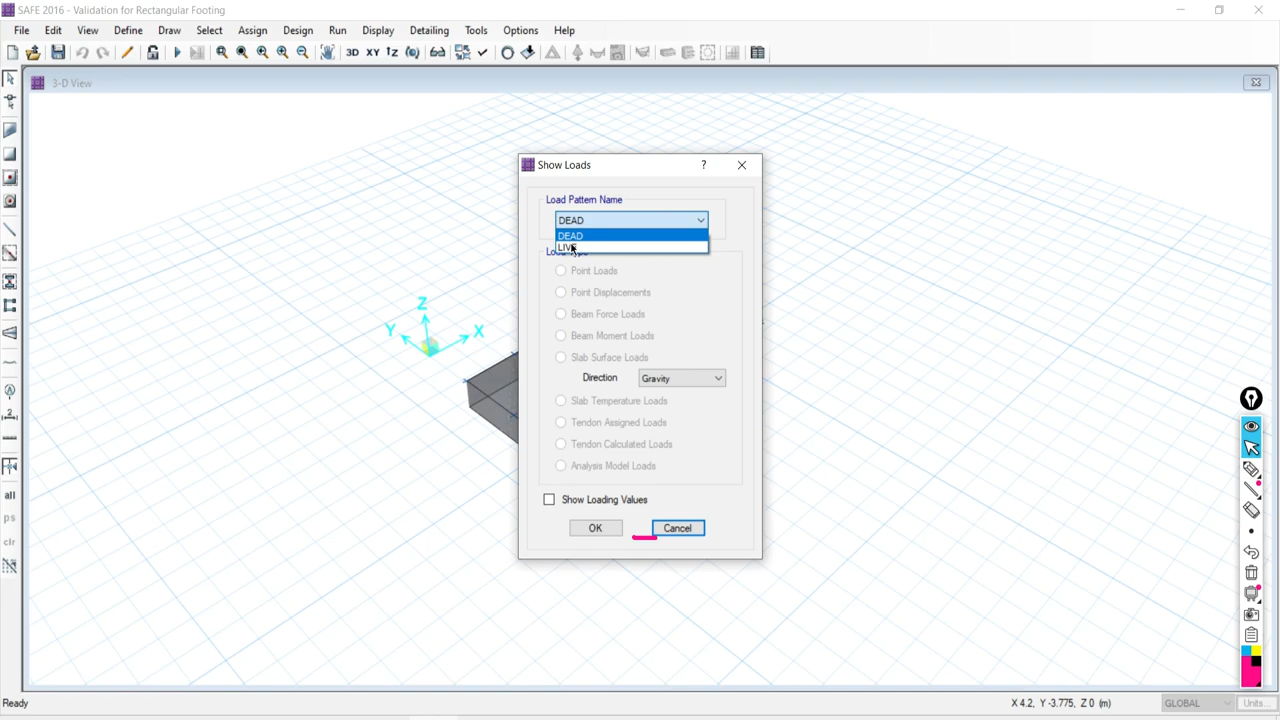 SAFE 2016 - Validation for Rectangular Footing
File Edit View Define Draw Select Assign Design Run Display Detailing Tools Options Help
3D XY
3-D View
Show Loads ?
Load Pattern Name
DEAD
DEAD
LIVE
Point Loads
Point Displacements
Beam Force Loads
Beam Moment Loads
Slab Surface Loads
Direction Gravity
Slab Temperature Loads
Tendon Assigned Loads
Tendon Calculated Loads
Analysis Model Loads
Show Loading Values
OK Cancel
Z
Y X
all
ps
clr
Ready X 4.2, Y -3.775, Z 0 (m) GLOBAL Units...